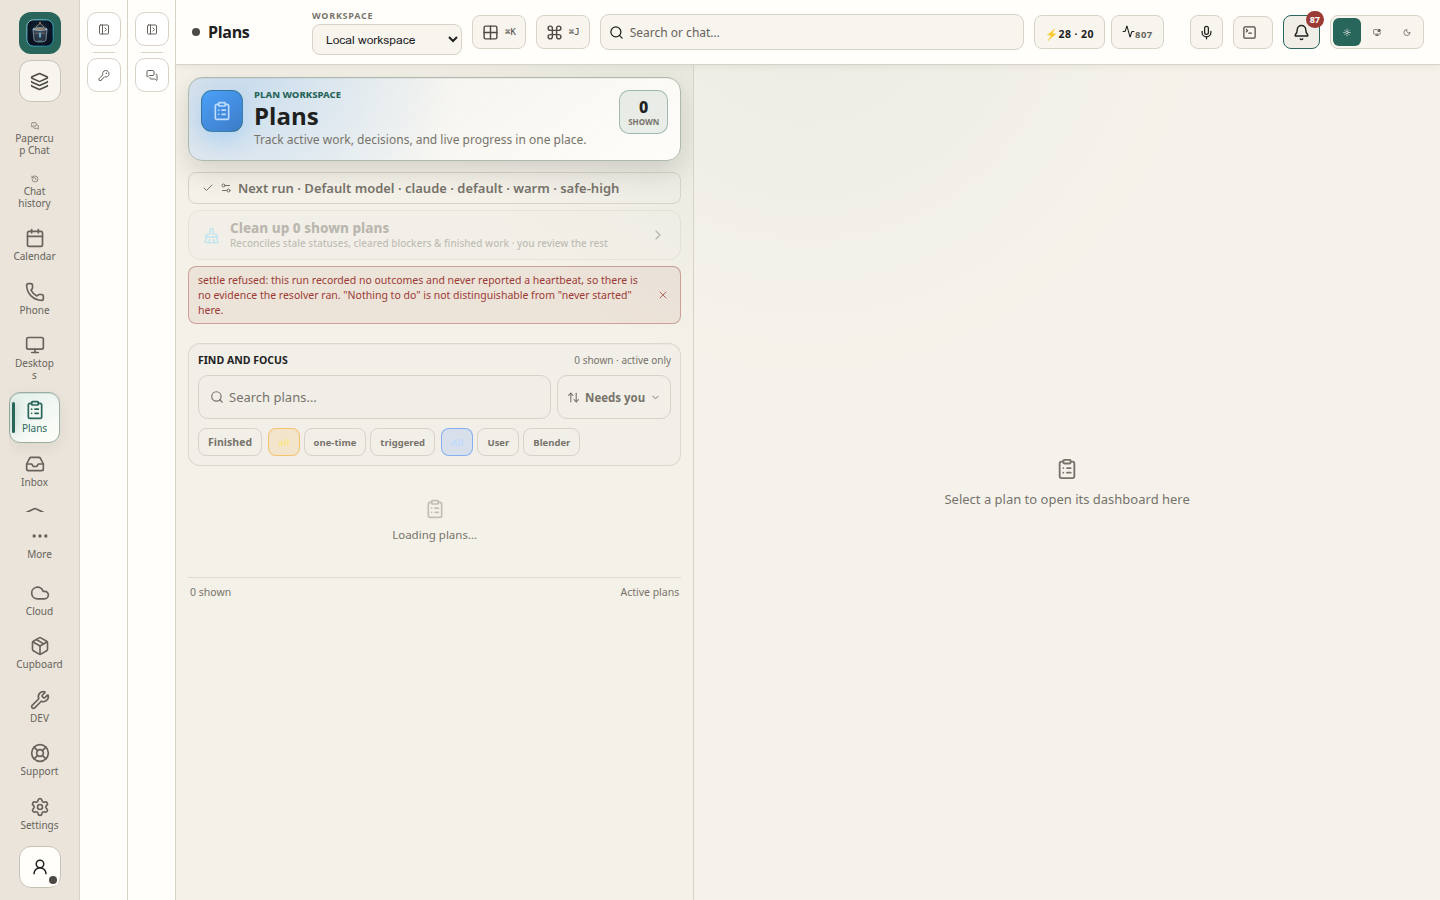 Papercu
p Chat
Chat
history
Calendar
Phone
Desktop
s
Plans
Inbox
More
Cloud
Cupboard
DEV
Support
Settings
Plans
WORKSPACE
Local workspace
⌘K
⌘J
Search or chat...
⚡28 · 20
807
87
PLAN WORKSPACE
Plans
Track active work, decisions, and live progress in one place.
0
SHOWN
Next run · Default model · claude · default · warm · safe-high
Clean up 0 shown plans
Reconciles stale statuses, cleared blockers & finished work · you review the rest
settle refused: this run recorded no outcomes and never reported a heartbeat, so there is
no evidence the resolver ran. "Nothing to do" is not distinguishable from "never started"
here.
FIND AND FOCUS
0 shown · active only
Search plans...
Needs you
Finished
All
one-time
triggered
All
User
Blender
Loading plans...
0 shown
Active plans
Select a plan to open its dashboard here